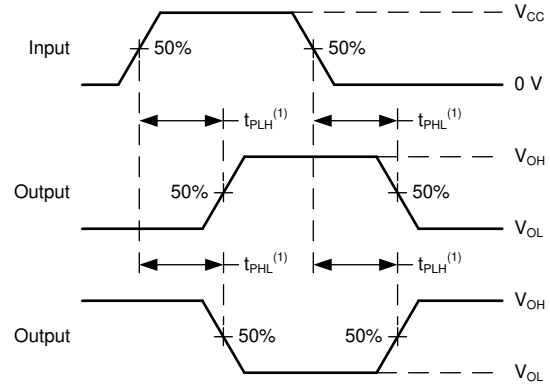 V_CC
Input 50% 50%
0 V
t_PLH^(1) t_PHL^(1)
V_OH
Output 50% 50%
V_OL
t_PHL^(1) t_PLH^(1)
V_OH
Output 50% 50%
V_OL